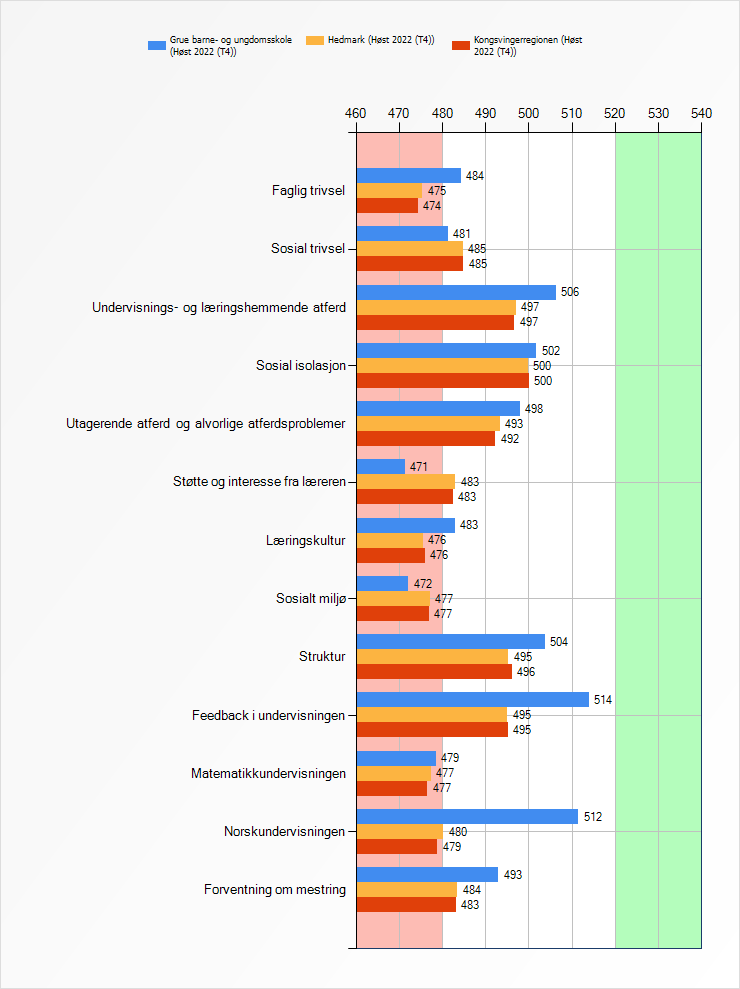 Grue barne- og ungdomsskole
(Høst 2022 (T4))
Hedmark (Høst 2022 (T4))
Kongsvingerregionen (Høst
2022 (T4))
460 470 480 490 500 510 520 530 540
Faglig trivsel
484
475
474
Sosial trivsel
481
485
485
Undervisnings- og læringshemmende atferd
506
497
497
Sosial isolasjon
502
500
500
Utagerende atferd og alvorlige atferdsproblemer
498
493
492
Støtte og interesse fra læreren
471
483
483
Læringskultur
483
476
476
Sosialt miljø
472
477
477
Struktur
504
495
496
Feedback i undervisningen
514
495
495
Matematikkundervisningen
479
477
477
Norskundervisningen
512
480
479
Forventning om mestring
493
484
483